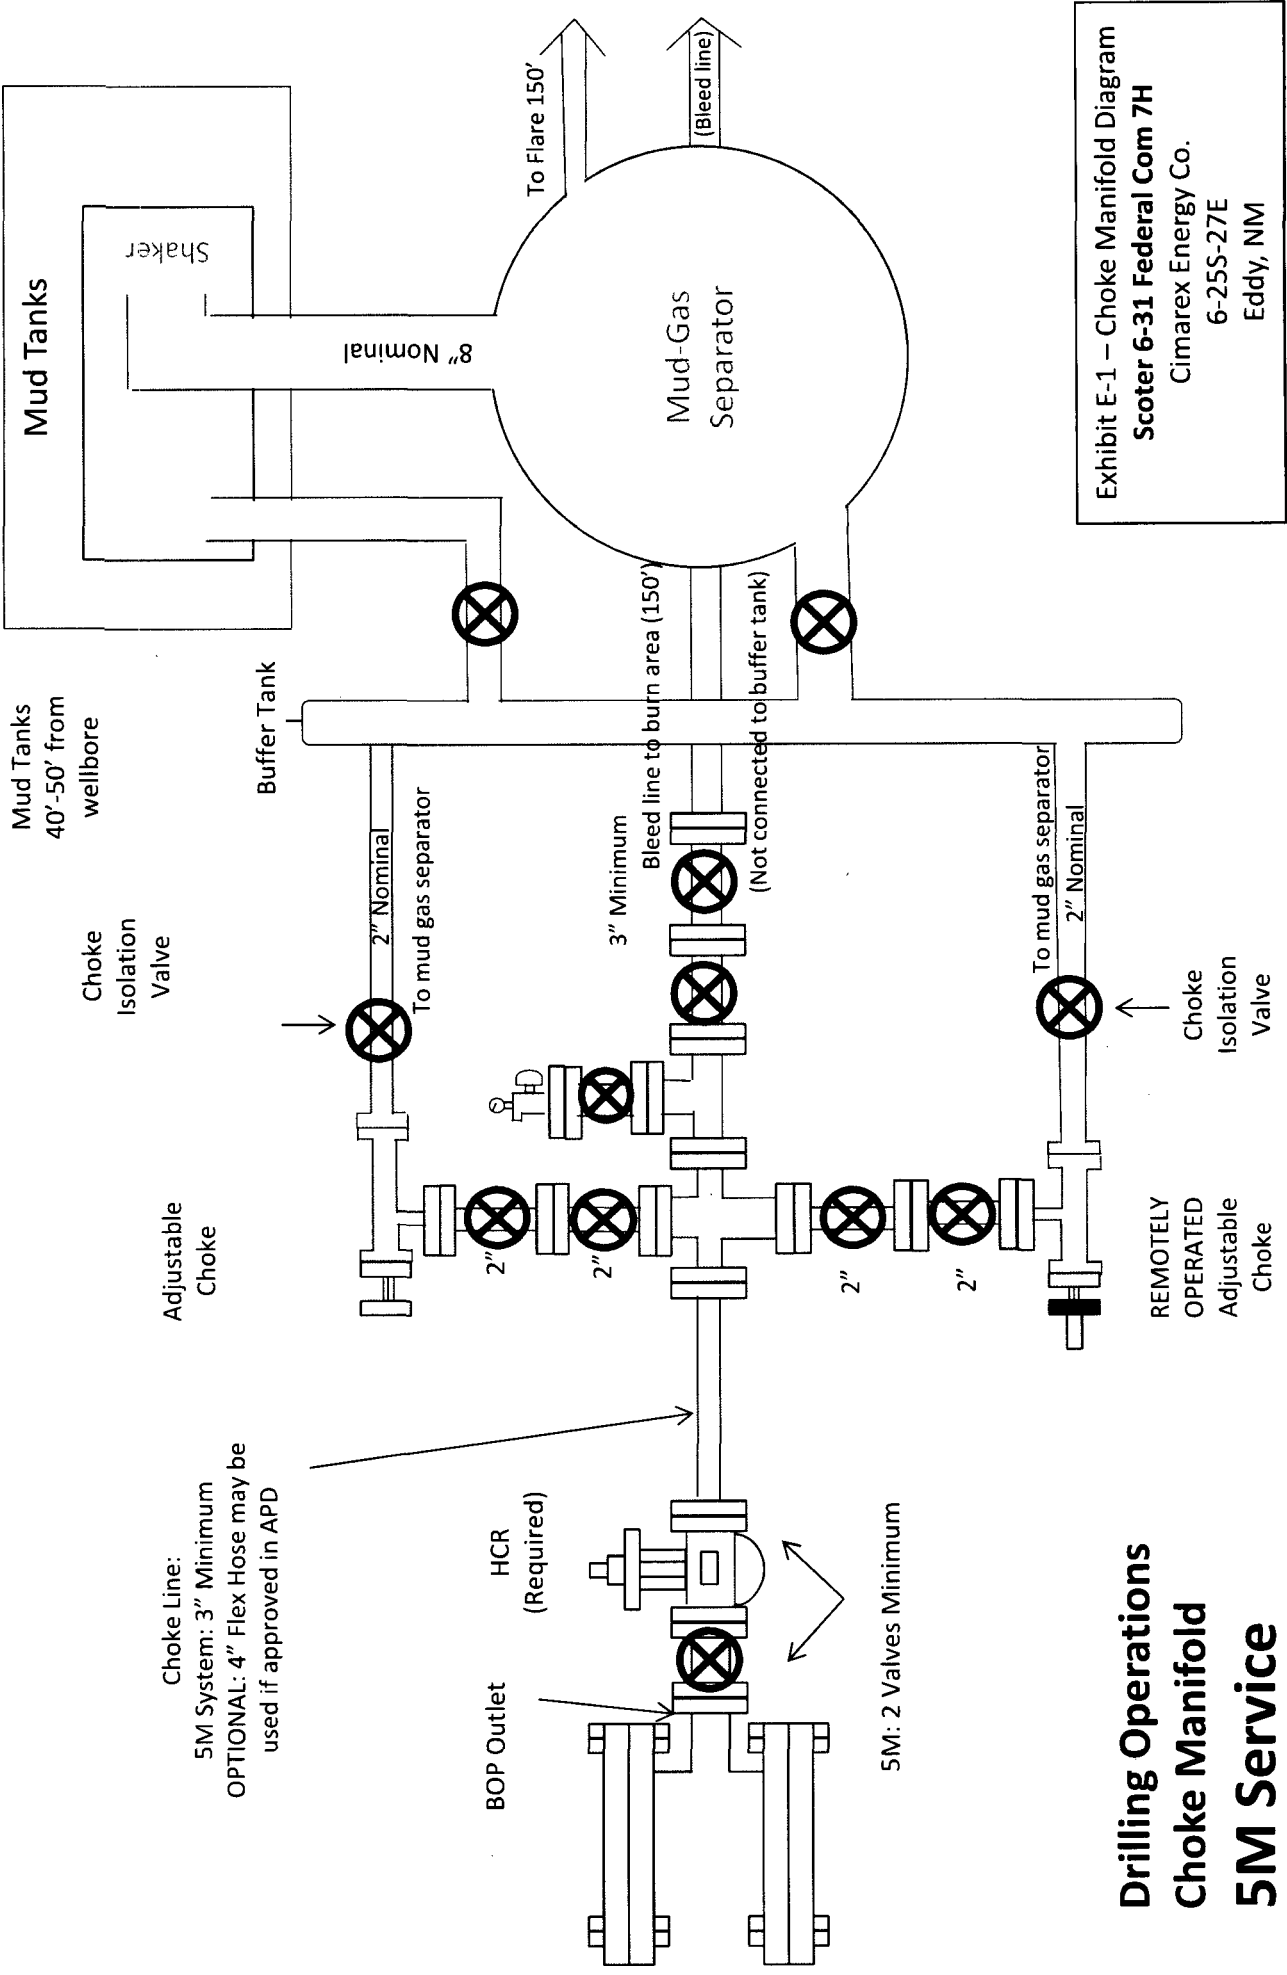 Mud Tanks
Shaker
8" Nominal
To Flare 150'
(Bleed line)
Mud-Gas
Separator
Mud Tanks
40'-50' from
wellbore
Buffer Tank
Bleed line to burn area (150')
(Not connected to buffer tank)
Choke
Isolation
Valve
2" Nominal
To mud gas separator
3" Minimum
To mud gas separator
2" Nominal
Choke
Isolation
Valve
Adjustable
Choke
2"
2"
2"
2"
REMOTELY
OPERATED
Adjustable
Choke
Choke Line:
5M System: 3" Minimum
OPTIONAL: 4" Flex Hose may be
used if approved in APD
HCR
(Required)
BOP Outlet
5M: 2 Valves Minimum
Drilling Operations
Choke Manifold
5M Service
Exhibit E-1 – Choke Manifold Diagram
Scoter 6-31 Federal Com 7H
Cimarex Energy Co.
6-25S-27E
Eddy, NM